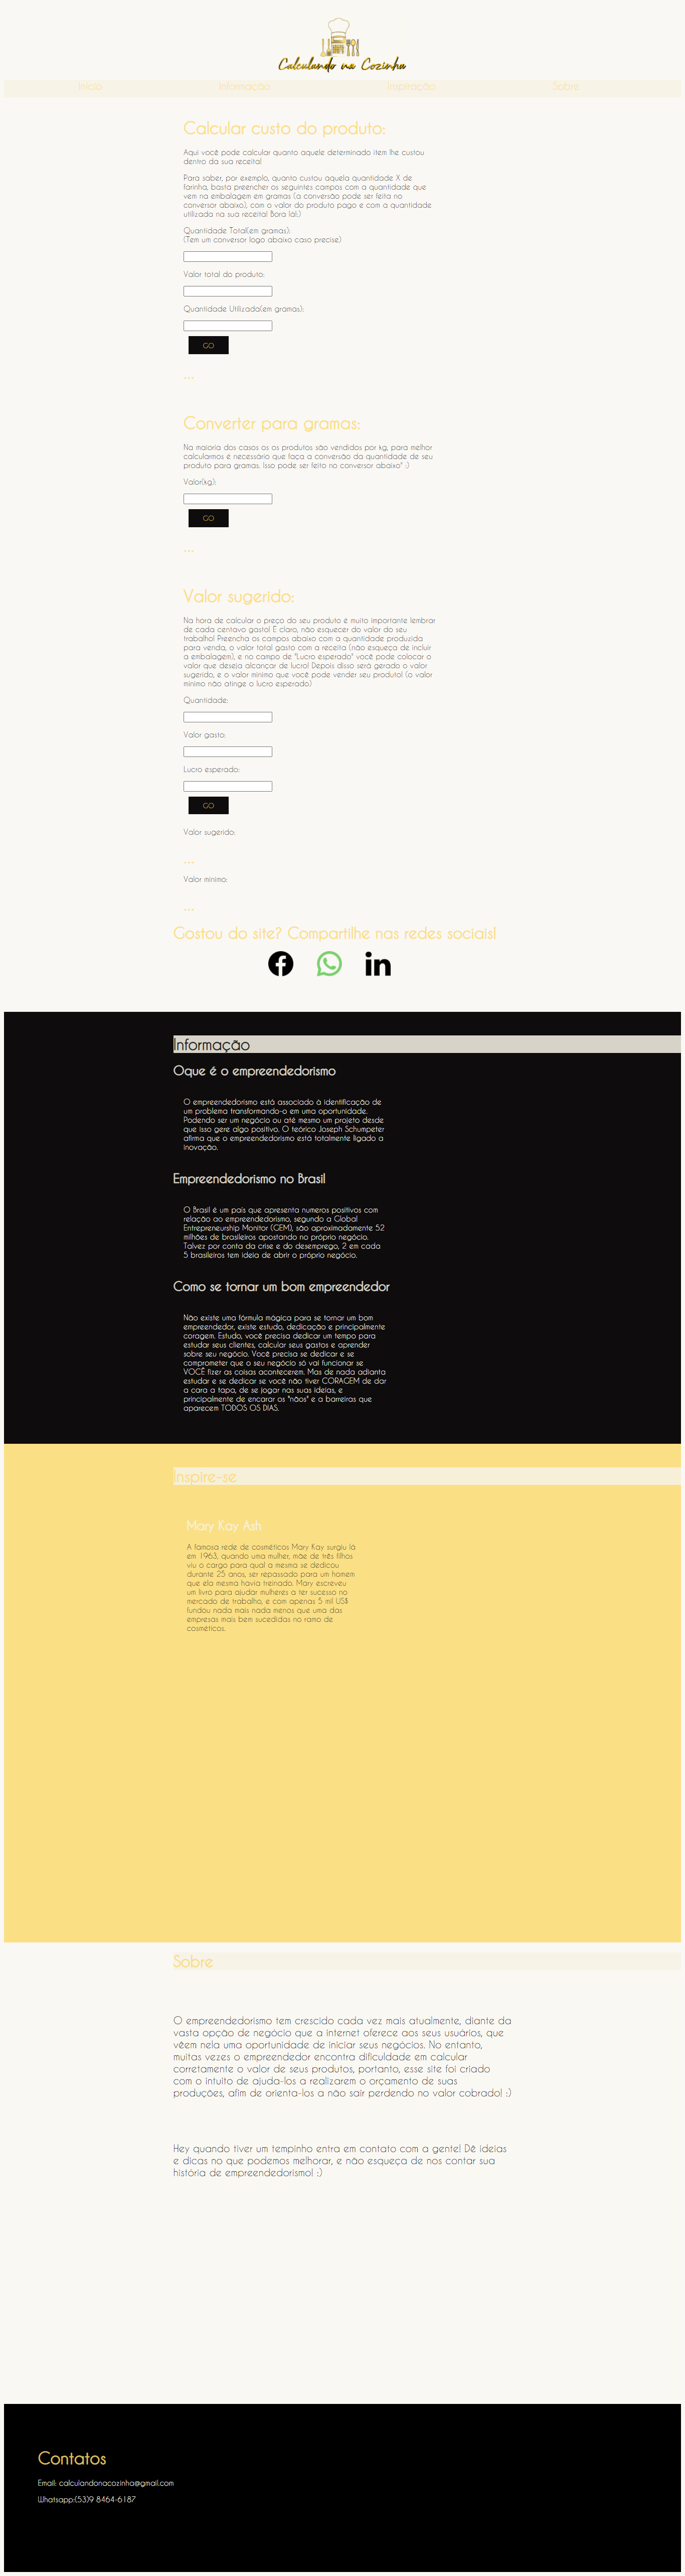 Calculando na Cozinha
Início
Informação
Inspiração
Sobre
Calcular custo do produto:
Aqui você pode calcular quanto aquele determinado item lhe custou
dentro da sua receita!
Para saber, por exemplo, quanto custou aquela quantidade X de
farinha, basta preencher os seguintes campos com a quantidade que
vem na embalagem em gramas (a conversão pode ser feita no
conversor abaixo), com o valor do produto pago e com a quantidade
utilizada na sua receita! Bora lá!:)
Quantidade Total(em gramas):
(Tem um conversor logo abaixo caso precise)
Valor total do produto:
Quantidade Utilizada(em gramas):
GO
...
Converter para gramas:
Na maioria dos casos os os produtos são vendidos por kg, para melhor
calcularmos é necessário que faça a conversão da quantidade de seu
produto para gramas. Isso pode ser feito no conversor abaixo" :)
Valor(kg):
GO
...
Valor sugerido:
Na hora de calcular o preço do seu produto é muito importante lembrar
de cada centavo gasto! E claro, não esquecer do valor do seu
trabalho! Preencha os campos abaixo com a quantidade produzida
para venda, o valor total gasto com a receita (não esqueça de incluir
a embalagem), e no campo de "Lucro esperado" você pode colocar o
valor que deseja alcançar de lucro! Depois disso será gerado o valor
sugerido, e o valor mínimo que você pode vender seu produto! (o valor
mínimo não atinge o lucro esperado)
Quantidade:
Valor gasto:
Lucro esperado:
GO
Valor sugerido:
...
Valor mínimo:
...
Gostou do site? Compartilhe nas redes sociais!
Informação
Oque é o empreendedorismo
O empreendedorismo está associado à identificação de
um problema transformando-o em uma oportunidade.
Podendo ser um negócio ou até mesmo um projeto desde
que isso gere algo positivo. O teórico Joseph Schumpeter
afirma que o empreendedorismo está totalmente ligado a
inovação.
Empreendedorismo no Brasil
O Brasil é um país que apresenta numeros positivos com
relação ao empreendedorismo, segundo a Global
Entrepreneurship Monitor (GEM), são aproximadamente 52
milhões de brasileiros apostando no próprio negócio.
Talvez por conta da crise e do desemprego, 2 em cada
5 brasileiros tem ideia de abrir o próprio negócio.
Como se tornar um bom empreendedor
Não existe uma fórmula mágica para se tornar um bom
empreendedor, existe estudo, dedicação e principalmente
coragem. Estudo, você precisa dedicar um tempo para
estudar seus clientes, calcular seus gastos e aprender
sobre seu negócio. Você precisa se dedicar e se
comprometer que o seu negócio só vai funcionar se
VOCÊ fizer as coisas acontecerem. Mas de nada adianta
estudar e se dedicar se você não tiver CORAGEM de dar
a cara a tapa, de se jogar nas suas ideias, e
principalmente de encarar os "nãos" e a barreiras que
aparecem TODOS OS DIAS.
Inspire-se
Mary Kay Ash
A famosa rede de cosméticos Mary Kay surgiu lá
em 1963, quando uma mulher, mãe de três filhos
viu o cargo para qual a mesma se dedicou
durante 25 anos, ser repassado para um homem
que ela mesma havia treinado. Mary escreveu
um livro para ajudar mulheres a ter sucesso no
mercado de trabalho, e com apenas 5 mil US$
fundou nada mais nada menos que uma das
empresas mais bem sucedidas no ramo de
cosméticos.
Sobre
O empreendedorismo tem crescido cada vez mais atualmente, diante da
vasta opção de negócio que a internet oferece aos seus usuários, que
vêem nela uma oportunidade de iniciar seus negócios. No entanto,
muitas vezes o empreendedor encontra dificuldade em calcular
corretamente o valor de seus produtos, portanto, esse site foi criado
com o intuito de ajuda-los a realizarem o orçamento de suas
produções, afim de orienta-los a não sair perdendo no valor cobrado! :)
Hey quando tiver um tempinho entra em contato com a gente! Dê ideias
e dicas no que podemos melhorar, e não esqueça de nos contar sua
história de empreendedorismo! :)
Contatos
Email: calculandonacozinha@gmail.com
Whatsapp:(53)9 8464-6187